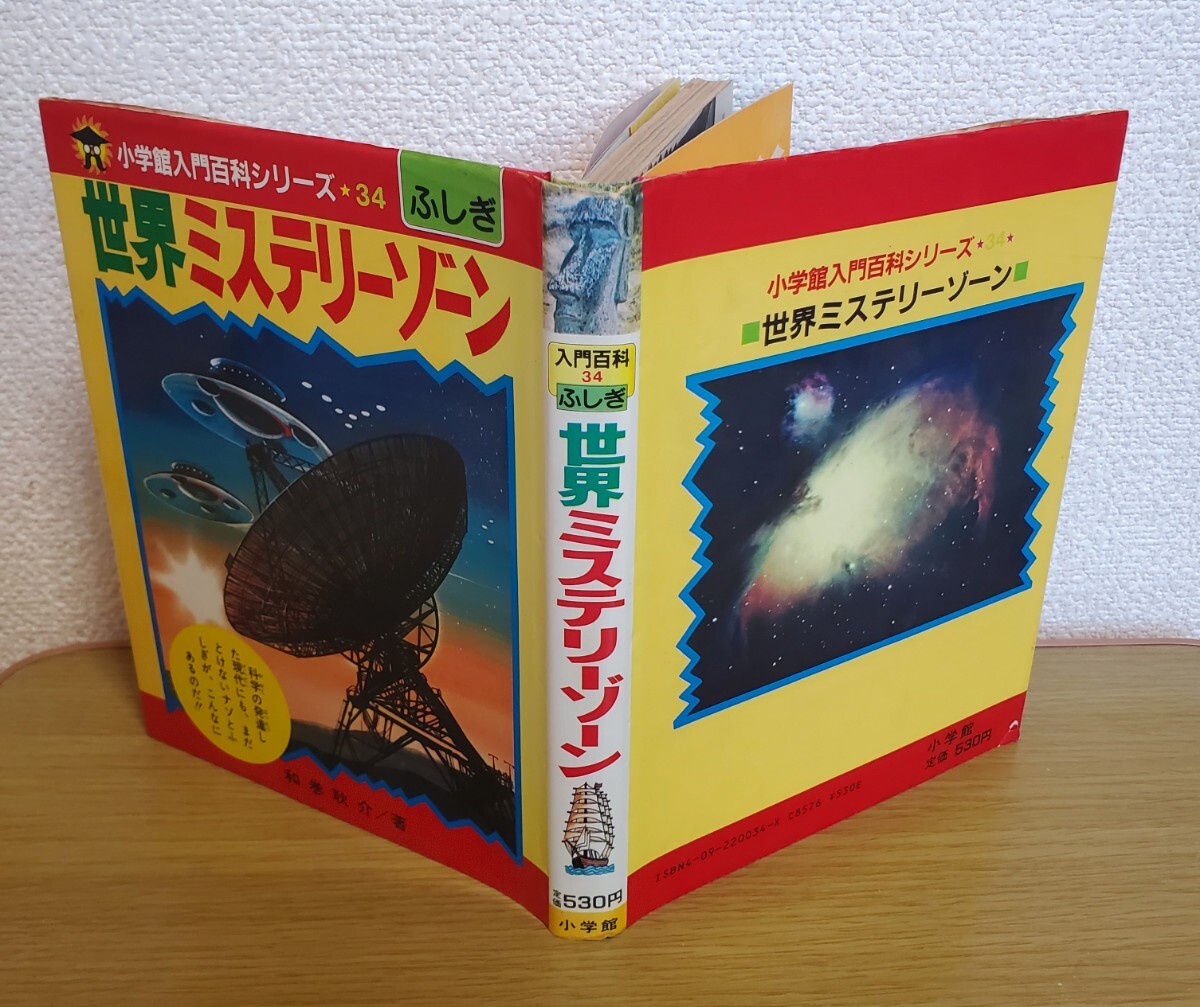 小学館入門百科シリーズ★34
ふしぎ
世界ミステリーゾーン
科学の発達し
た現代にも、まだ
とけないナゾとふ
しぎが、こんなに
あるのだ!!
和巻耿介/著
入門百科
34
ふしぎ
世界ミステリーゾーン
定価530円
小学館
小学館入門百科シリーズ★34★
■世界ミステリーゾーン■
小学館
定価530円
ISBN4-09-220034-X C8576 ¥530E